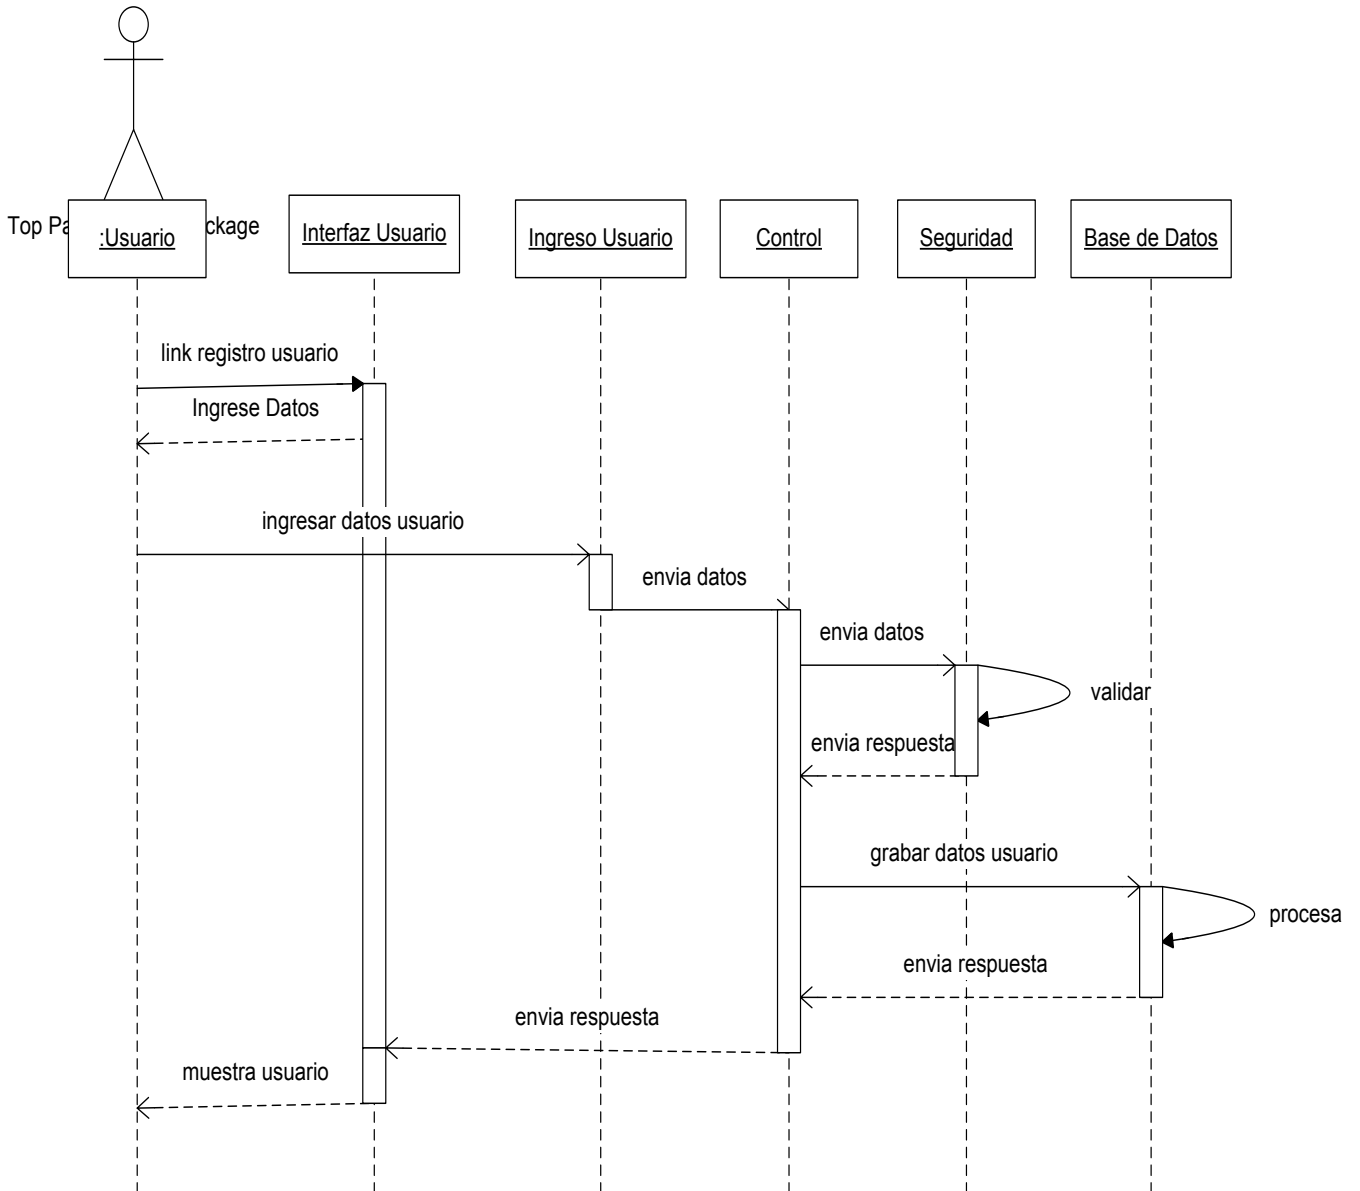 Top Pa ckage
:Usuario
Interfaz Usuario
Ingreso Usuario
Control
Seguridad
Base de Datos
link registro usuario
Ingrese Datos
ingresar datos usuario
envia datos
envia datos
validar
envia respuesta
grabar datos usuario
procesa
envia respuesta
envia respuesta
muestra usuario